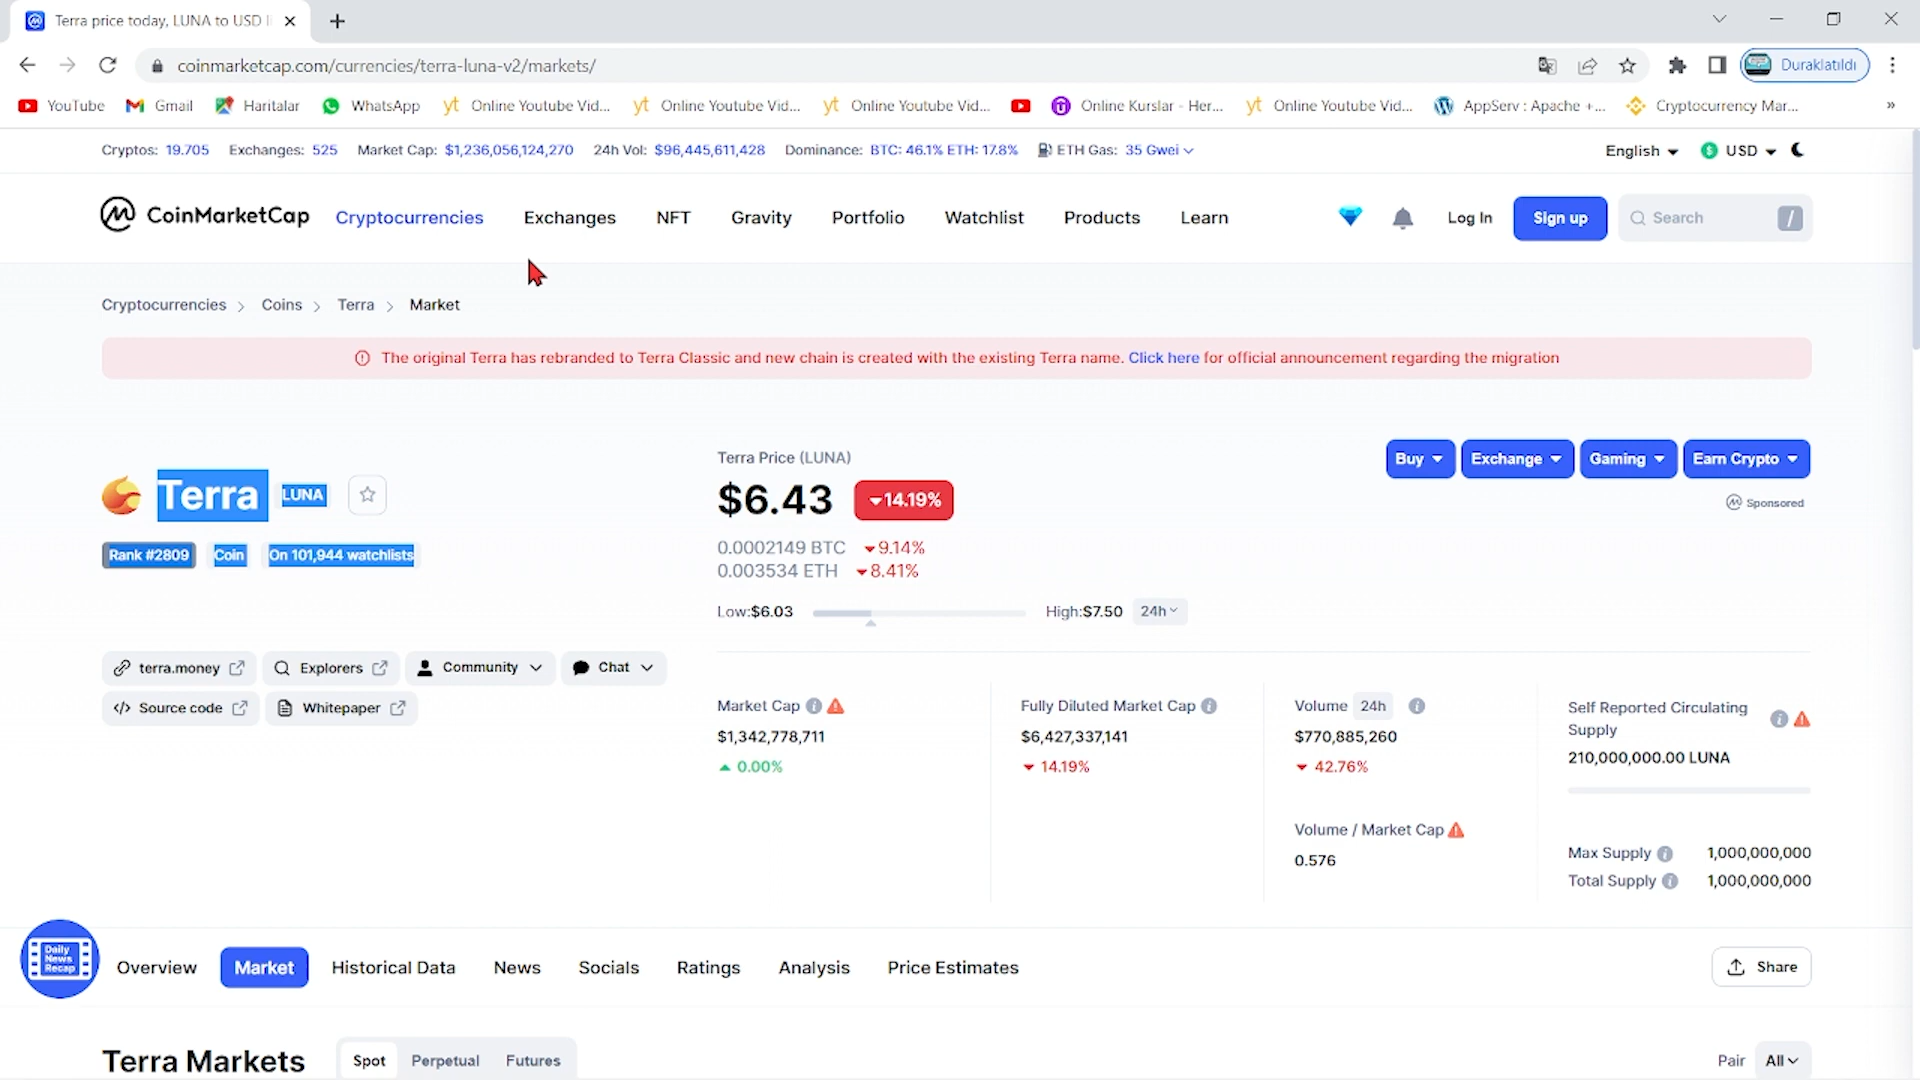 Terra price today, LUNA to USD
coinmarketcap.com/currencies/terra-luna-v2/markets/
Duraklatıldı
YouTube Gmail Haritalar WhatsApp yt Online Youtube Vid... yt Online Youtube Vid... yt Online Youtube Vid... Online Kurslar - Her... yt Online Youtube Vid... AppServ : Apache +... Cryptocurrency Mar... »
Cryptos: 19.705 Exchanges: 525 Market Cap: $1,236,056,124,270 24h Vol: $96,445,611,428 Dominance: BTC: 46.1% ETH: 17.8% ETH Gas: 35 Gwei English USD
CoinMarketCap Cryptocurrencies Exchanges NFT Gravity Portfolio Watchlist Products Learn Log In Sign up Search /
Cryptocurrencies > Coins > Terra > Market
The original Terra has rebranded to Terra Classic and new chain is created with the existing Terra name. Click here for official announcement regarding the migration
Terra LUNA
Rank #2809 Coin On 101,944 watchlists
terra.money Explorers Community Chat
Source code Whitepaper
Terra Price (LUNA)
$6.43 14.19%
0.0002149 BTC 9.14%
0.003534 ETH 8.41%
Low:$6.03 High:$7.50 24h
Buy Exchange Gaming Earn Crypto
Sponsored
Market Cap
$1,342,778,711
0.00%
Fully Diluted Market Cap
$6,427,337,141
14.19%
Volume 24h
$770,885,260
42.76%
Volume / Market Cap
0.576
Self Reported Circulating
Supply
210,000,000.00 LUNA
Max Supply 1,000,000,000
Total Supply 1,000,000,000
Daily
News
Recap
Overview Market Historical Data News Socials Ratings Analysis Price Estimates Share
Terra Markets Spot Perpetual Futures Pair All